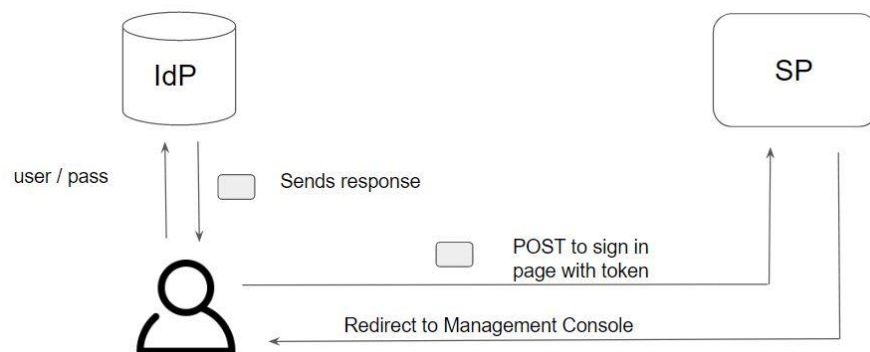 IdP
SP
user / pass
Sends response
POST to sign in
page with token
Redirect to Management Console